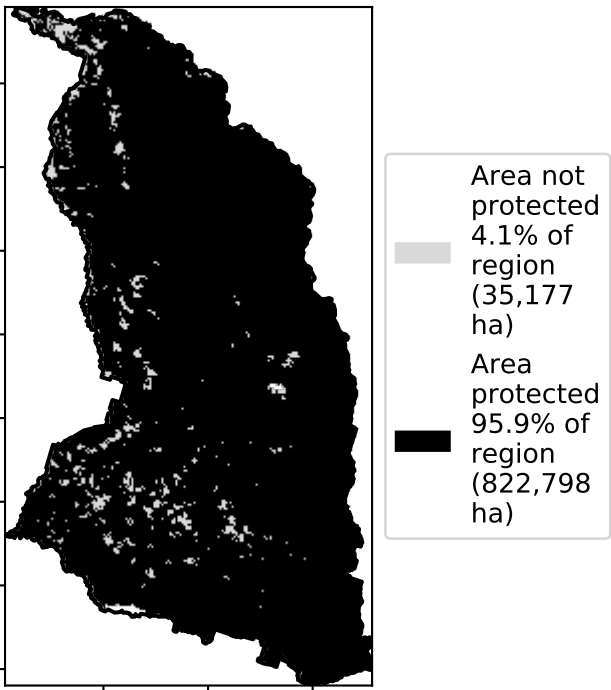 Area not
protected
4.1% of
region
(35,177
ha)
Area
protected
95.9% of
region
(822,798
ha)